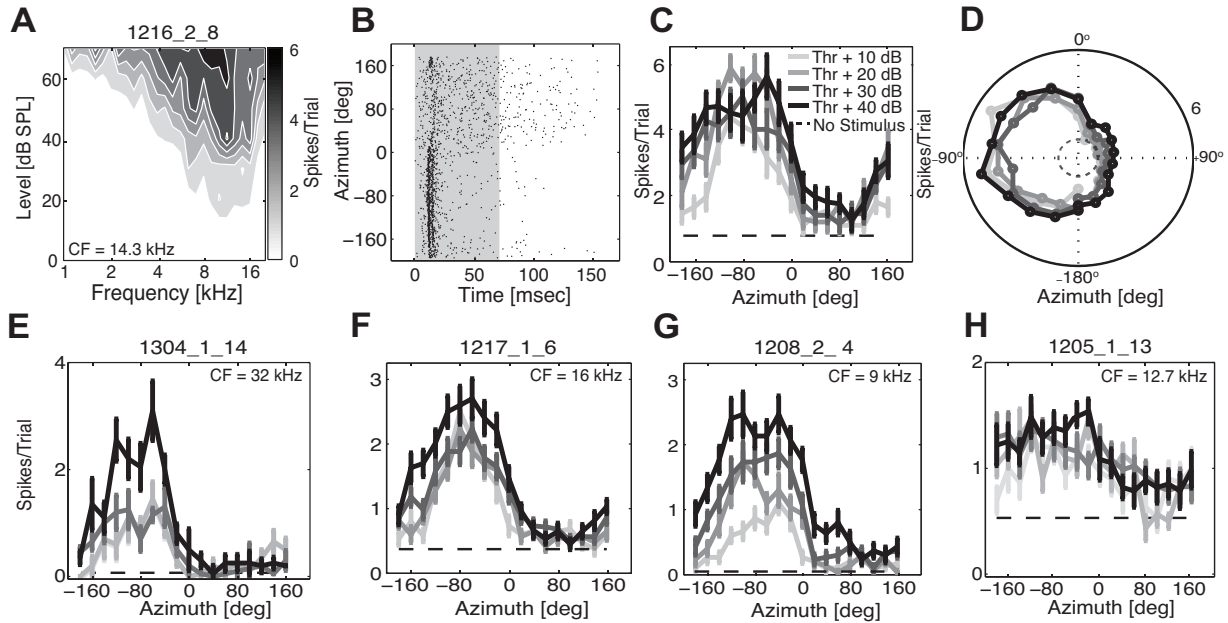 A
1216_2_8
Level [dB SPL]
60
40
20
0
CF = 14.3 kHz
1
2
4
8
16
Frequency [kHz]
6
4
2
0
Spikes/Trial
B
Azimuth [deg]
160
80
0
−80
−160
0
50
100
150
Time [msec]
C
Spikes/Trial
6
4
2
0
Thr + 10 dB
Thr + 20 dB
Thr + 30 dB
Thr + 40 dB
No Stimulus
−160
−80
0
80
160
Azimuth [deg]
D
Spikes/Trial
0°
6
−90°
+90°
−180°
Azimuth [deg]
E
1304_1_14
CF = 32 kHz
Spikes/Trial
4
2
0
−160
−80
0
80
160
Azimuth [deg]
F
1217_1_6
CF = 16 kHz
3
2
1
0
−160
−80
0
80
160
Azimuth [deg]
G
1208_2_ 4
CF = 9 kHz
3
2
1
0
−160
−80
0
80
160
Azimuth [deg]
H
1205_1_13
CF = 12.7 kHz
2
1
0
−160
−80
0
80
160
Azimuth [deg]